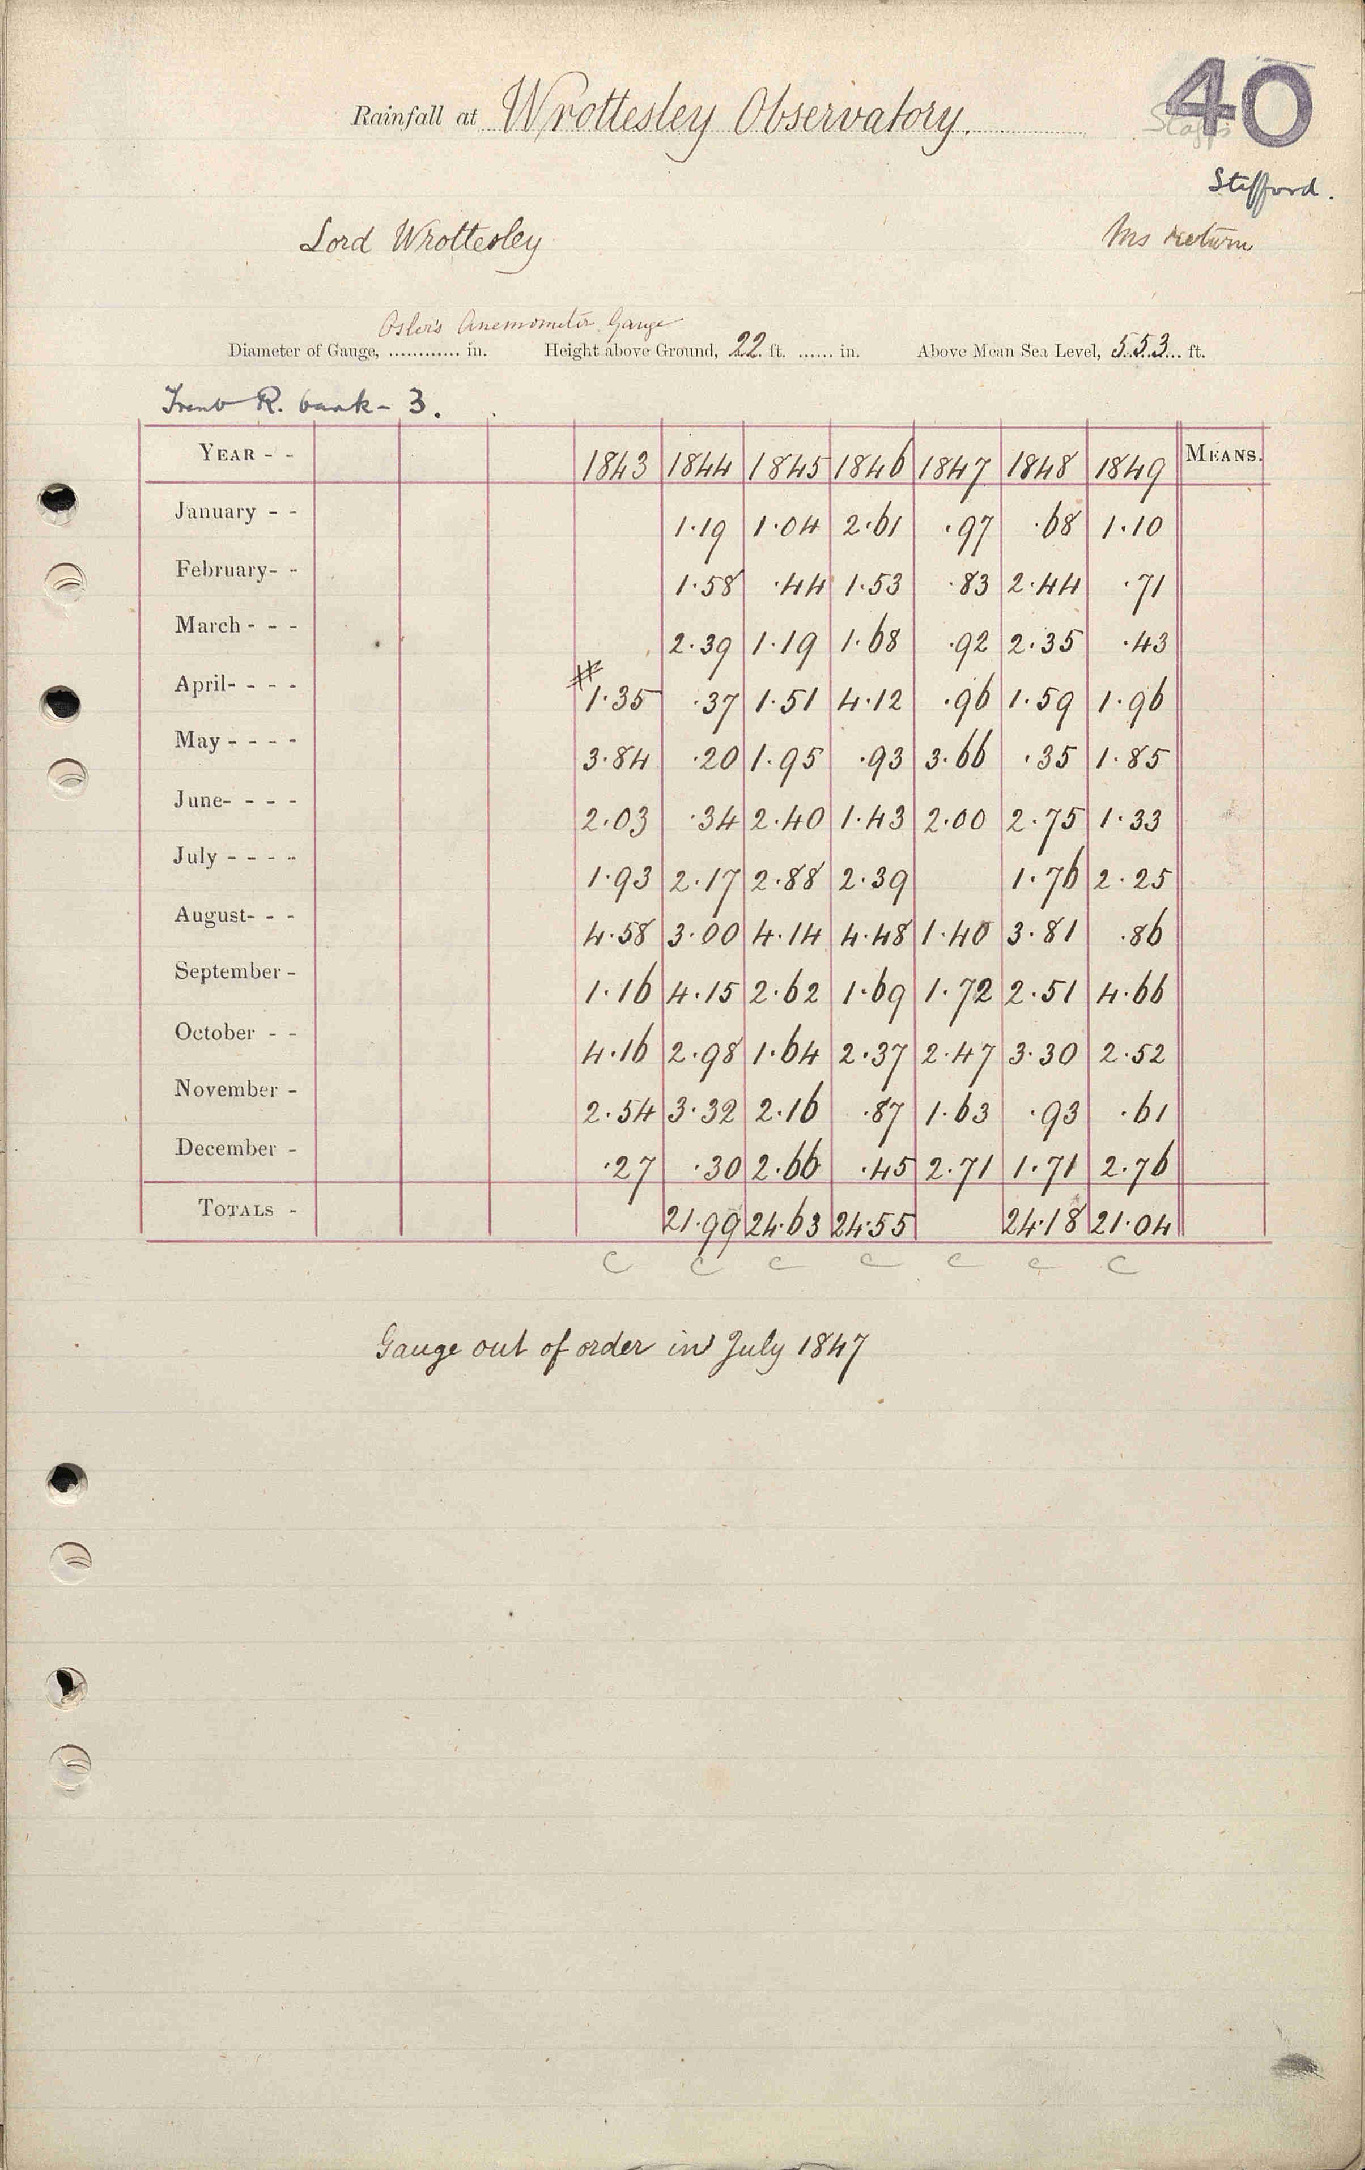 40
Rainfall at Wrottesley Observatory.
Staffs
Stafford.
Lord Wrottesley Ms return
Osler's Anemometer Gauge
Diameter of Gauge, ............ in. Height above Ground, 22 ft. ...... in. Above Mean Sea Level, 553 ft.
Trent R. bank - 3.
YEAR - - 1843 1844 1845 1846 1847 1848 1849 MEANS.
January - - 1.19 1.04 2.61 .97 .68 1.10
February- - 1.58 .44 1.53 .83 2.44 .71
March - - - 2.39 1.19 1.68 .92 2.35 .43
#
April- - - - 1.35 .37 1.51 4.12 .96 1.59 1.96
May - - - - 3.84 .20 1.95 .93 3.66 .35 1.85
June- - - - 2.03 .34 2.40 1.43 2.00 2.75 1.33
July - - - - 1.93 2.17 2.88 2.39 1.76 2.25
August- - - 4.58 3.00 4.14 4.48 1.40 3.81 .86
September - 1.16 4.15 2.62 1.69 1.72 2.51 4.66
October - - 4.16 2.98 1.64 2.37 2.47 3.30 2.52
November - 2.54 3.32 2.16 .87 1.63 .93 .61
December - .27 .30 2.66 .45 2.71 1.71 2.76
TOTALS - 21.99 24.63 24.55 24.18 21.04
C C C C C C C
Gauge out of order in July 1847